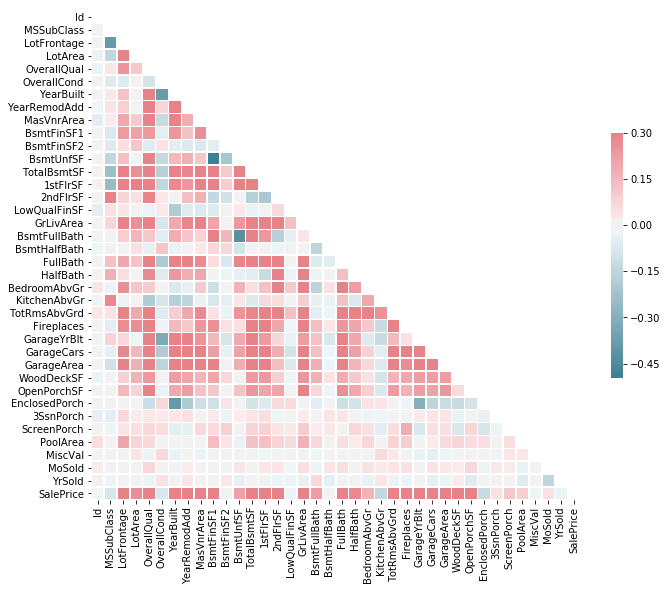 Id
MSSubClass
LotFrontage
LotArea
OverallQual
OverallCond
YearBuilt
YearRemodAdd
MasVnrArea
BsmtFinSF1
BsmtFinSF2
BsmtUnfSF
TotalBsmtSF
1stFlrSF
2ndFlrSF
LowQualFinSF
GrLivArea
BsmtFullBath
BsmtHalfBath
FullBath
HalfBath
BedroomAbvGr
KitchenAbvGr
TotRmsAbvGrd
Fireplaces
GarageYrBlt
GarageCars
GarageArea
WoodDeckSF
OpenPorchSF
EnclosedPorch
3SsnPorch
ScreenPorch
PoolArea
MiscVal
MoSold
YrSold
SalePrice
Id
MSSubClass
LotFrontage
LotArea
OverallQual
OverallCond
YearBuilt
YearRemodAdd
MasVnrArea
BsmtFinSF1
BsmtFinSF2
BsmtUnfSF
TotalBsmtSF
1stFlrSF
2ndFlrSF
LowQualFinSF
GrLivArea
BsmtFullBath
BsmtHalfBath
FullBath
HalfBath
BedroomAbvGr
KitchenAbvGr
TotRmsAbvGrd
Fireplaces
GarageYrBlt
GarageCars
GarageArea
WoodDeckSF
OpenPorchSF
EnclosedPorch
3SsnPorch
ScreenPorch
PoolArea
MiscVal
MoSold
YrSold
SalePrice
0.30
0.15
0.00
−0.15
−0.30
−0.45